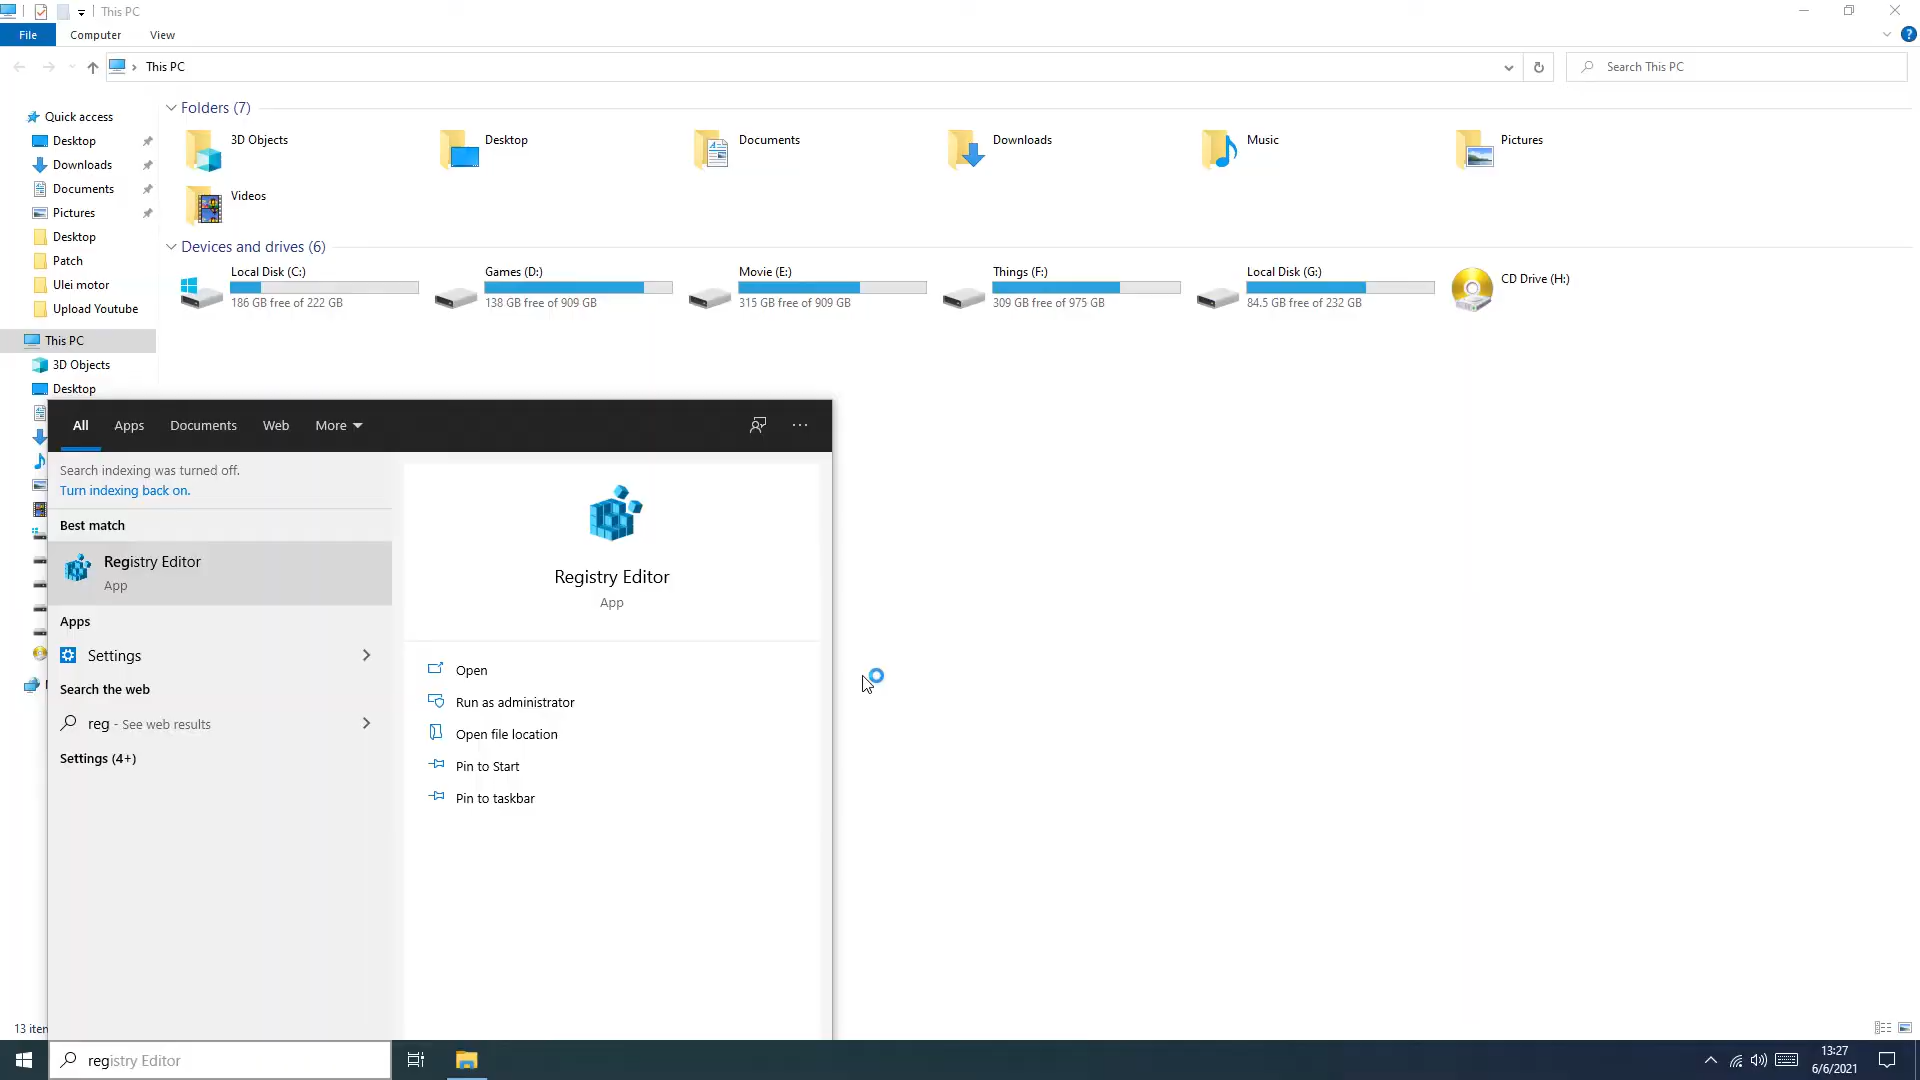 This PC
File
Computer
View
This PC
Search This PC
Quick access
Desktop
Downloads
Documents
Pictures
Desktop
Patch
Ulei motor
Upload Youtube
This PC
3D Objects
Desktop
Folders (7)
3D Objects
Desktop
Documents
Downloads
Music
Pictures
Videos
Devices and drives (6)
Local Disk (C:)
186 GB free of 222 GB
Games (D:)
138 GB free of 909 GB
Movie (E:)
315 GB free of 909 GB
Things (F:)
309 GB free of 975 GB
Local Disk (G:)
84.5 GB free of 232 GB
CD Drive (H:)
All
Apps
Documents
Web
More
Search indexing was turned off.
Turn indexing back on.
Best match
Registry Editor
App
Apps
Settings
Search the web
reg - See web results
Settings (4+)
Registry Editor
App
Open
Run as administrator
Open file location
Pin to Start
Pin to taskbar
13 iten
registry Editor
13:27
6/6/2021